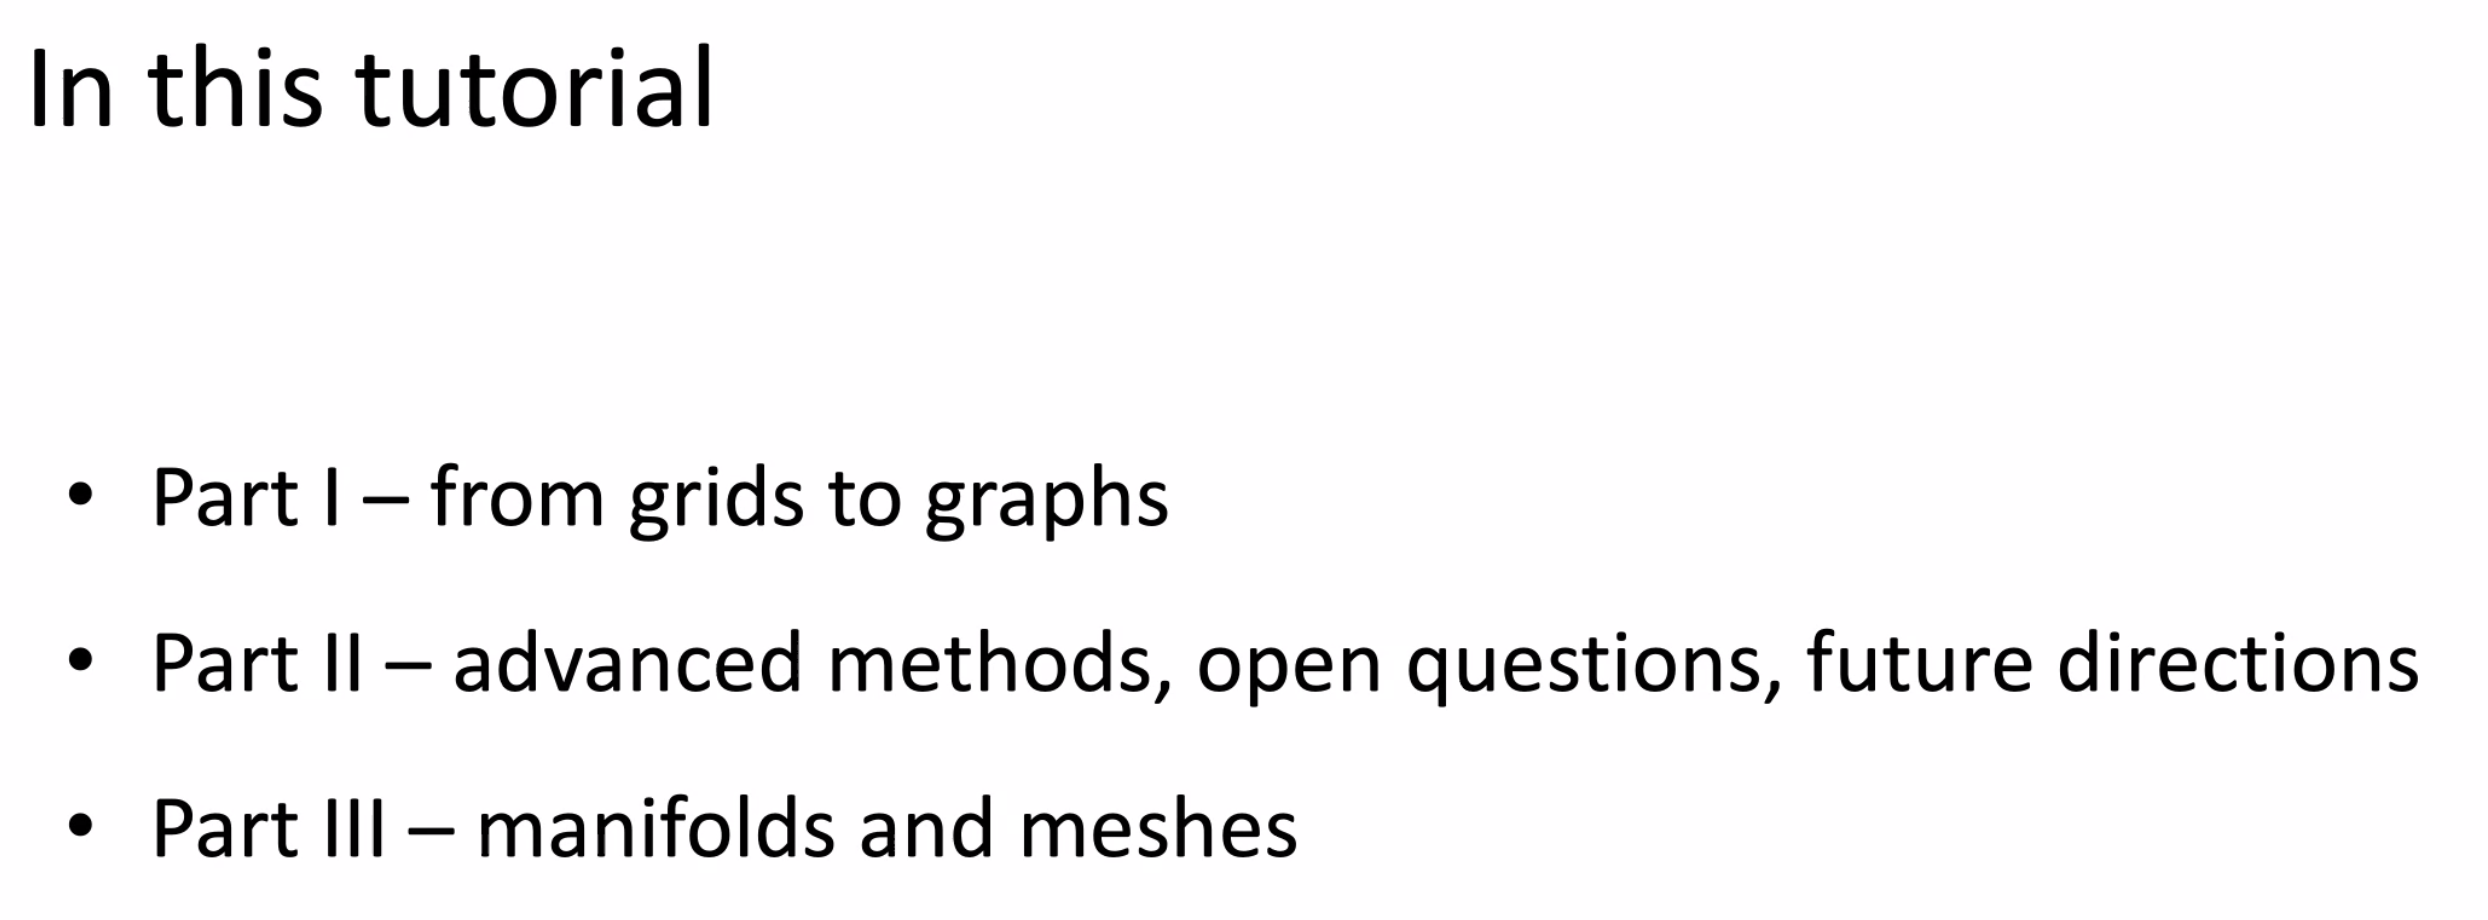 In this tutorial
• Part I – from grids to graphs
• Part II – advanced methods, open questions, future directions
• Part III – manifolds and meshes